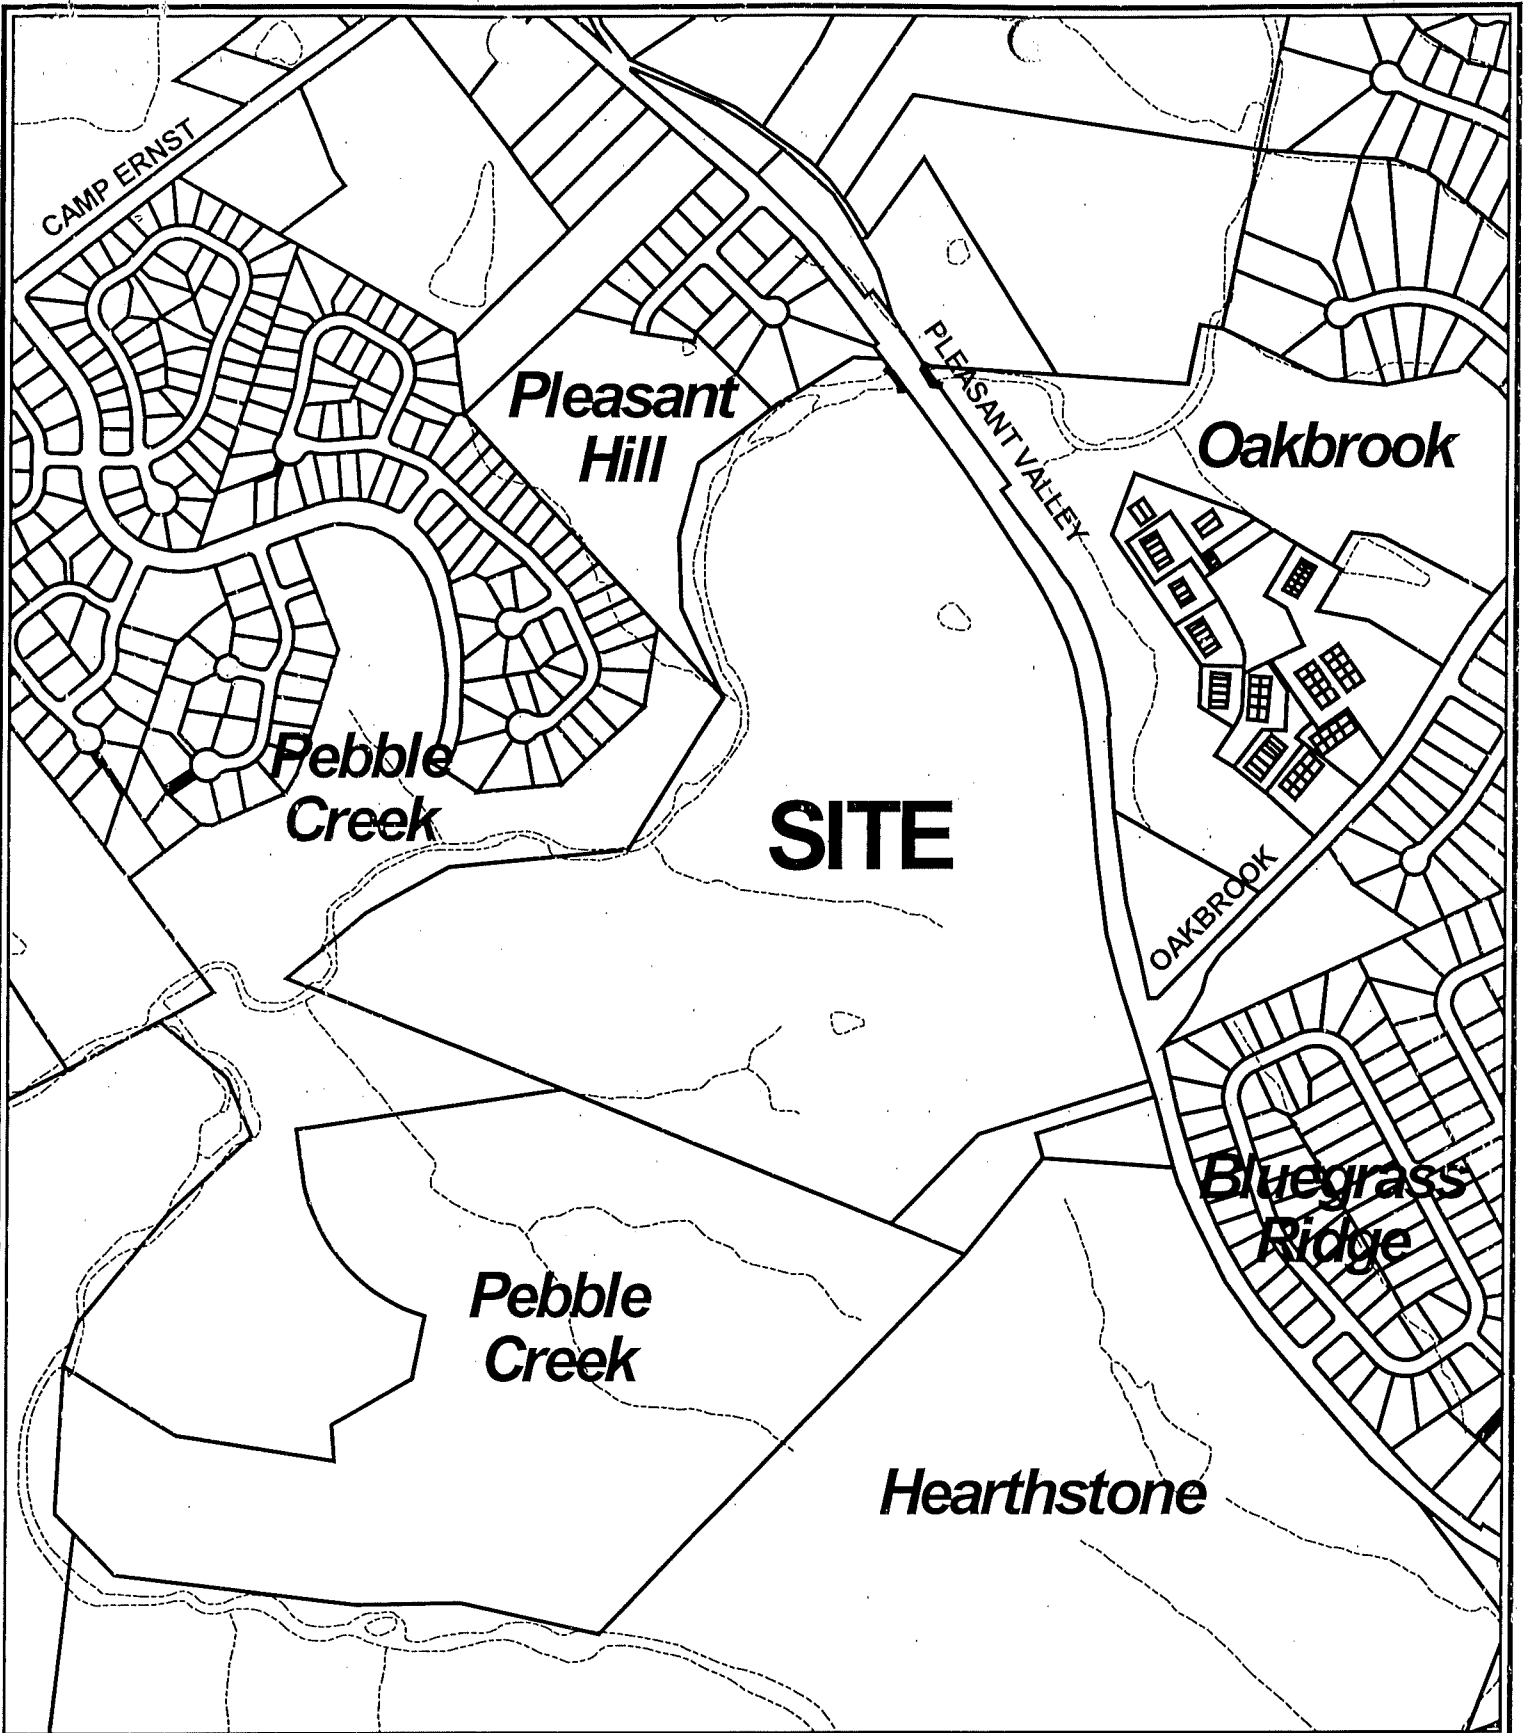 CAMP ERNST
PLEASANT VALLEY
Pleasant
Hill
Oakbrook
Pebble
Creek
SITE
OAKBROOK
Bluegrass
Ridge
Pebble
Creek
Hearthstone